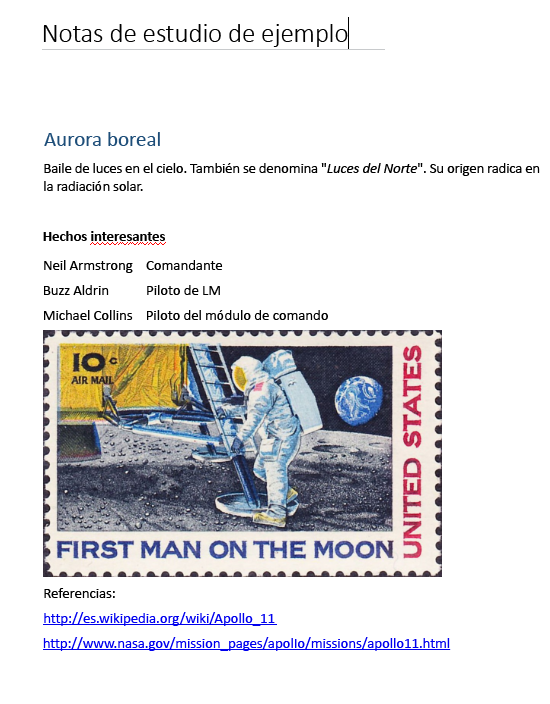 Notas de estudio de ejemplo
Aurora boreal
Baile de luces en el cielo. También se denomina "Luces del Norte". Su origen radica en
la radiación solar.
Hechos interesantes
Neil Armstrong Comandante
Buzz Aldrin Piloto de LM
Michael Collins Piloto del módulo de comando
10c
AIR MAIL
UNITED STATES
FIRST MAN ON THE MOON
Referencias:
http://es.wikipedia.org/wiki/Apollo_11
http://www.nasa.gov/mission_pages/apollo/missions/apollo11.html